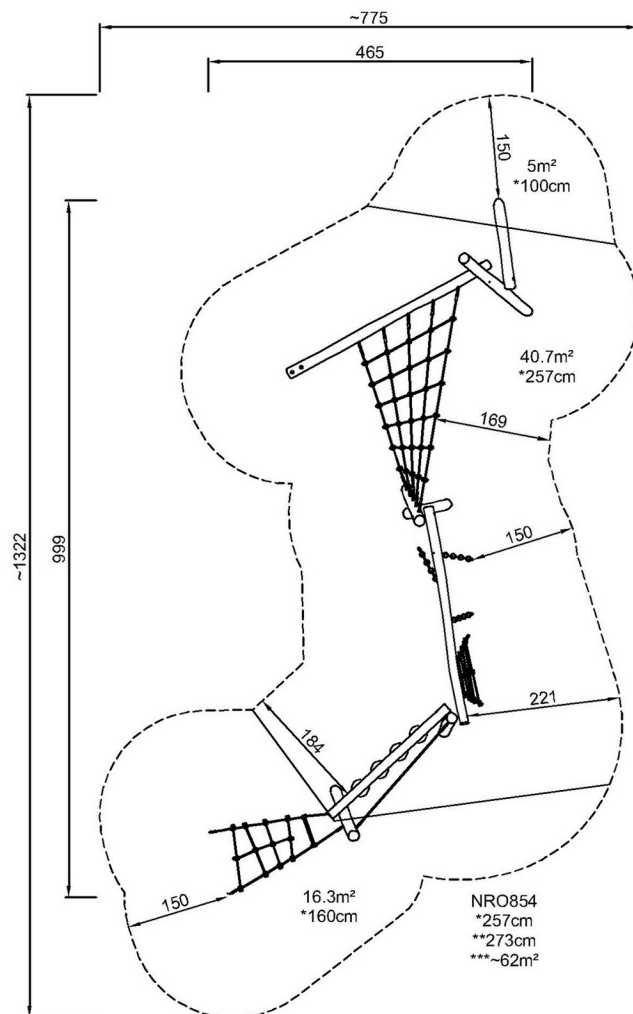 ~775
465
150
5m²
*100cm
40.7m²
*257cm
169
~1322
999
150
221
184
16.3m²
*160cm
150
NRO854
*257cm
**273cm
***~62m²